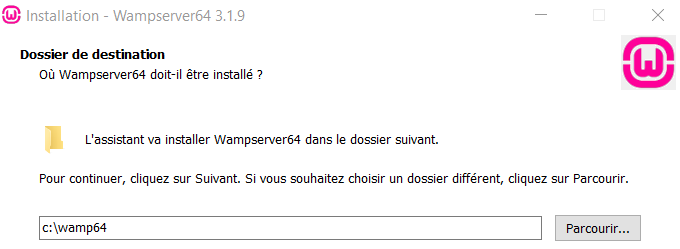 Installation - Wampserver64 3.1.9
Dossier de destination
Où Wampserver64 doit-il être installé ?
L'assistant va installer Wampserver64 dans le dossier suivant.
Pour continuer, cliquez sur Suivant. Si vous souhaitez choisir un dossier différent, cliquez sur Parcourir.
c:\wamp64
Parcourir...